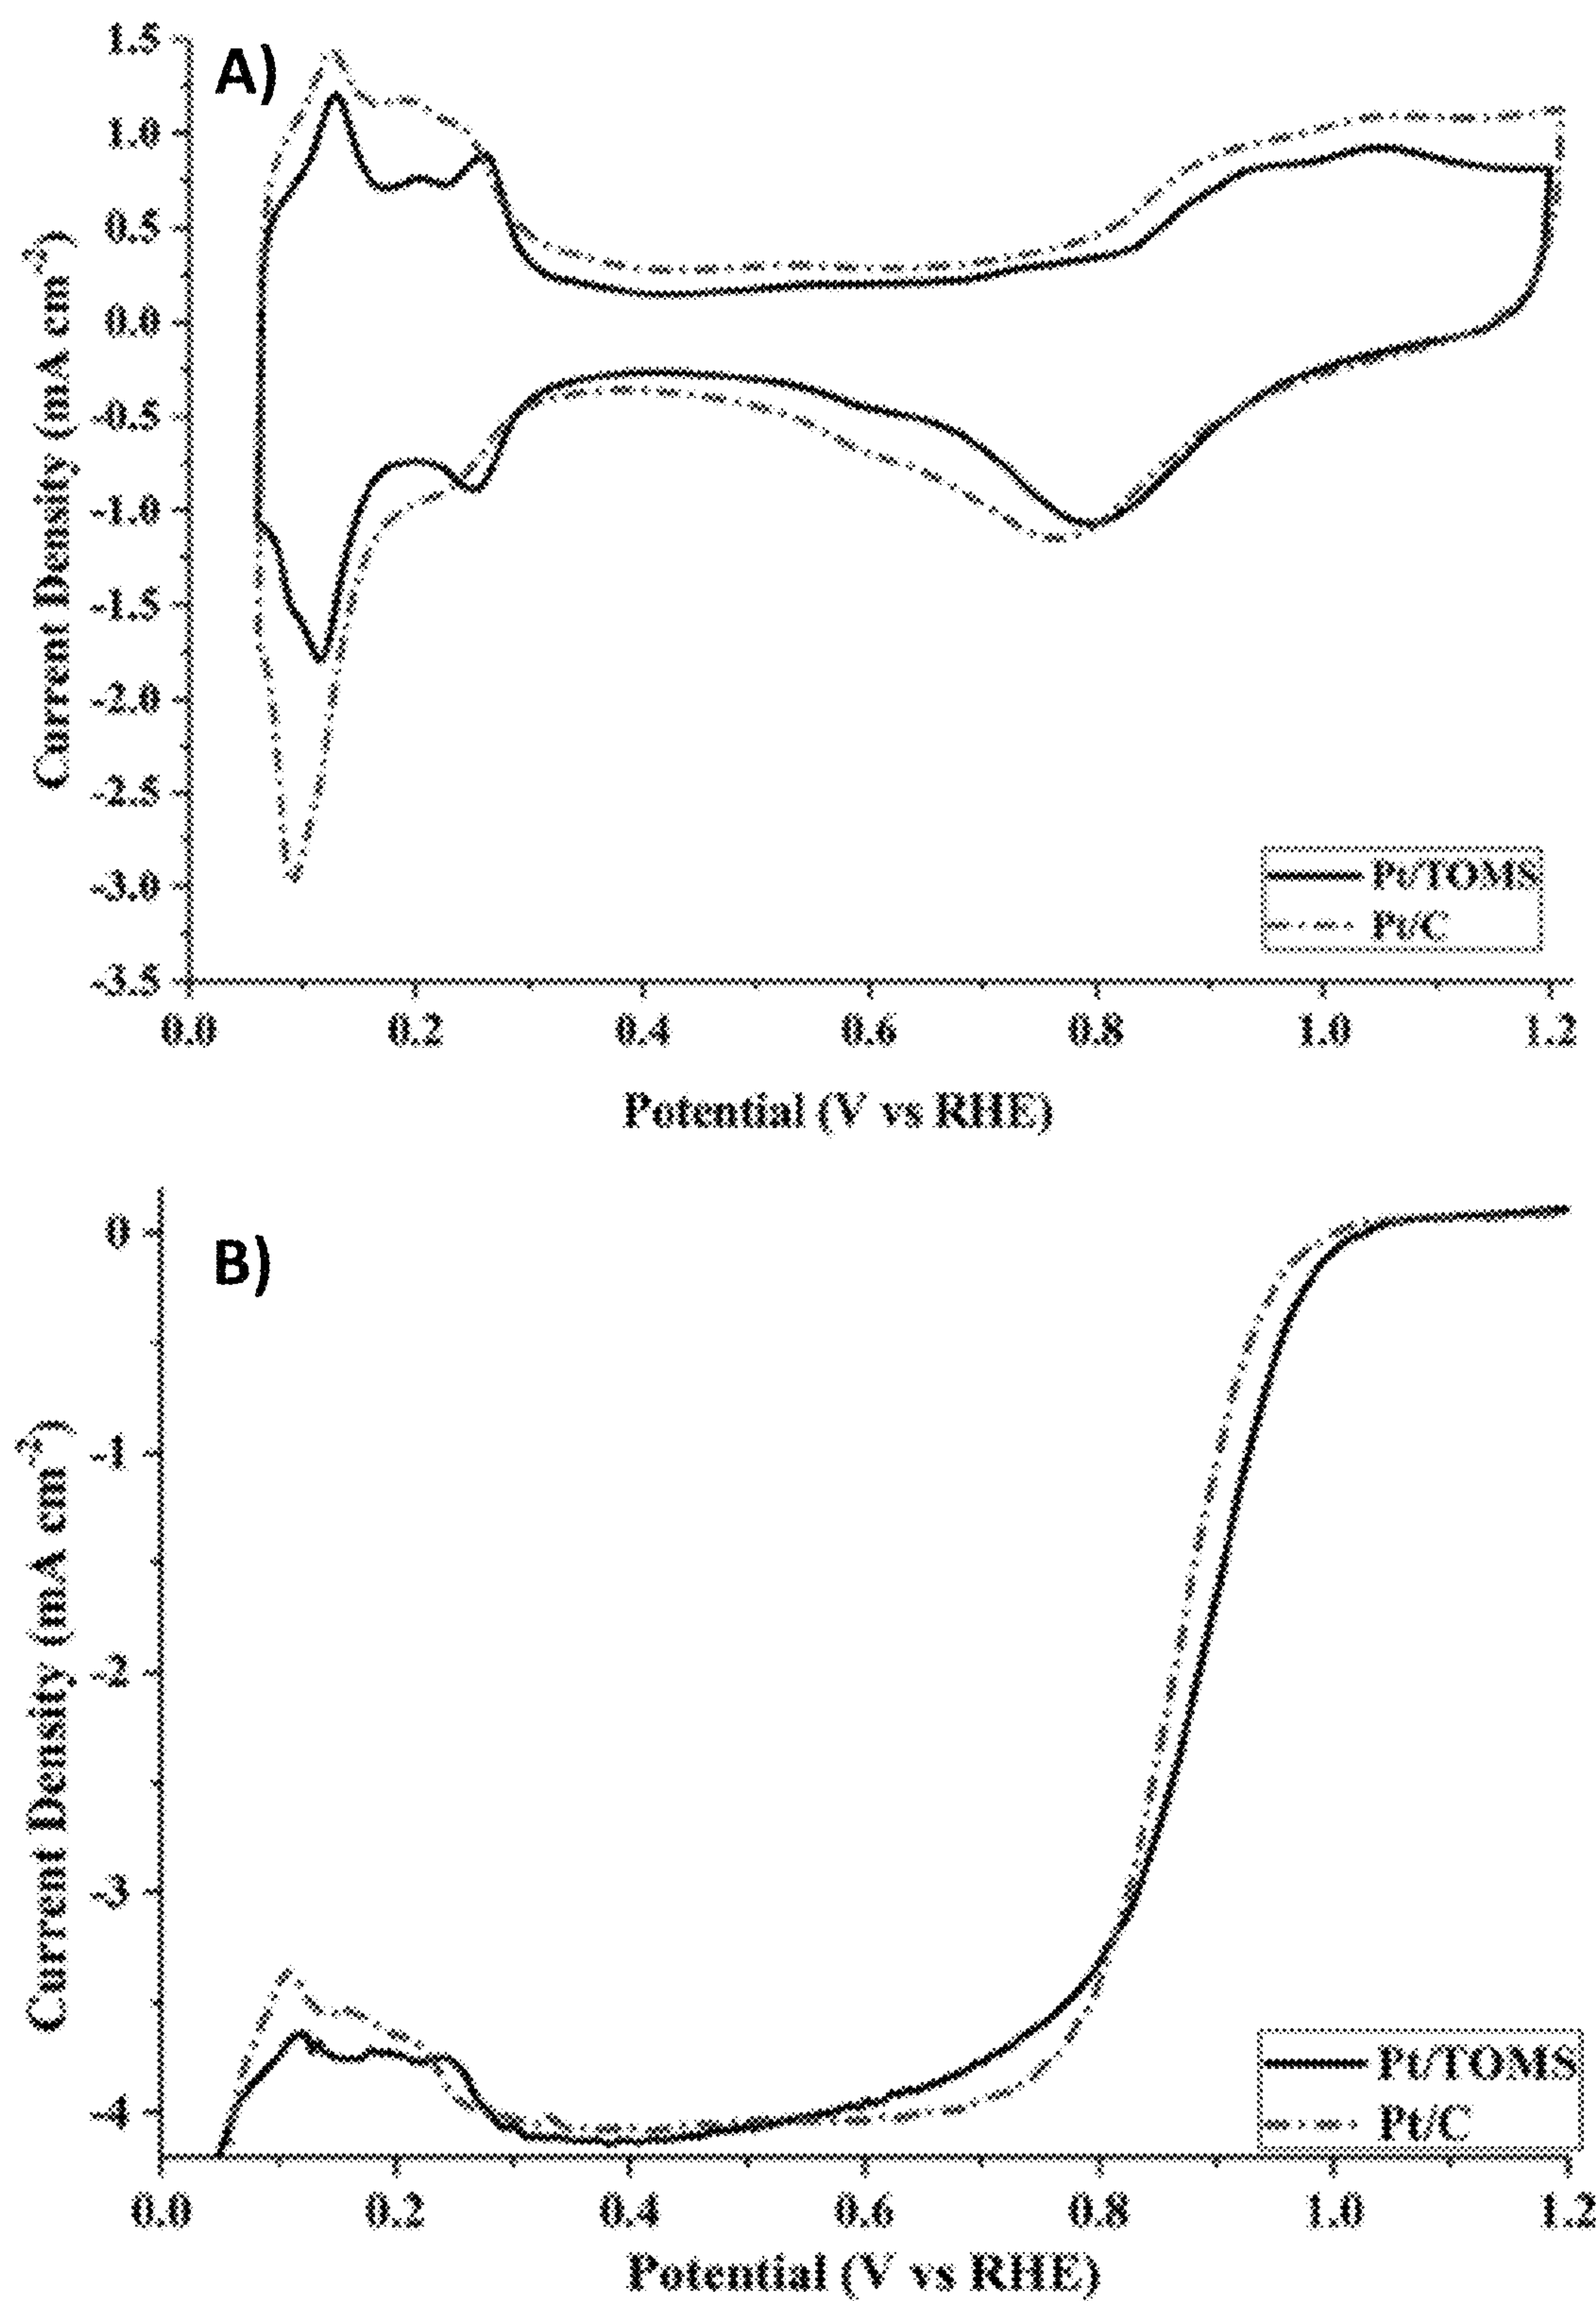 A)
1.5
1.0
0.5
0.0
-0.5
-1.0
-1.5
-2.0
-2.5
-3.0
-3.5
Current Density (mA cm⁻²)
Pt/TOMS
Pt/C
0.0 0.2 0.4 0.6 0.8 1.0 1.2
Potential (V vs RHE)
B)
0
-1
-2
-3
-4
Current Density (mA cm⁻²)
Pt/TOMS
Pt/C
0.0 0.2 0.4 0.6 0.8 1.0 1.2
Potential (V vs RHE)